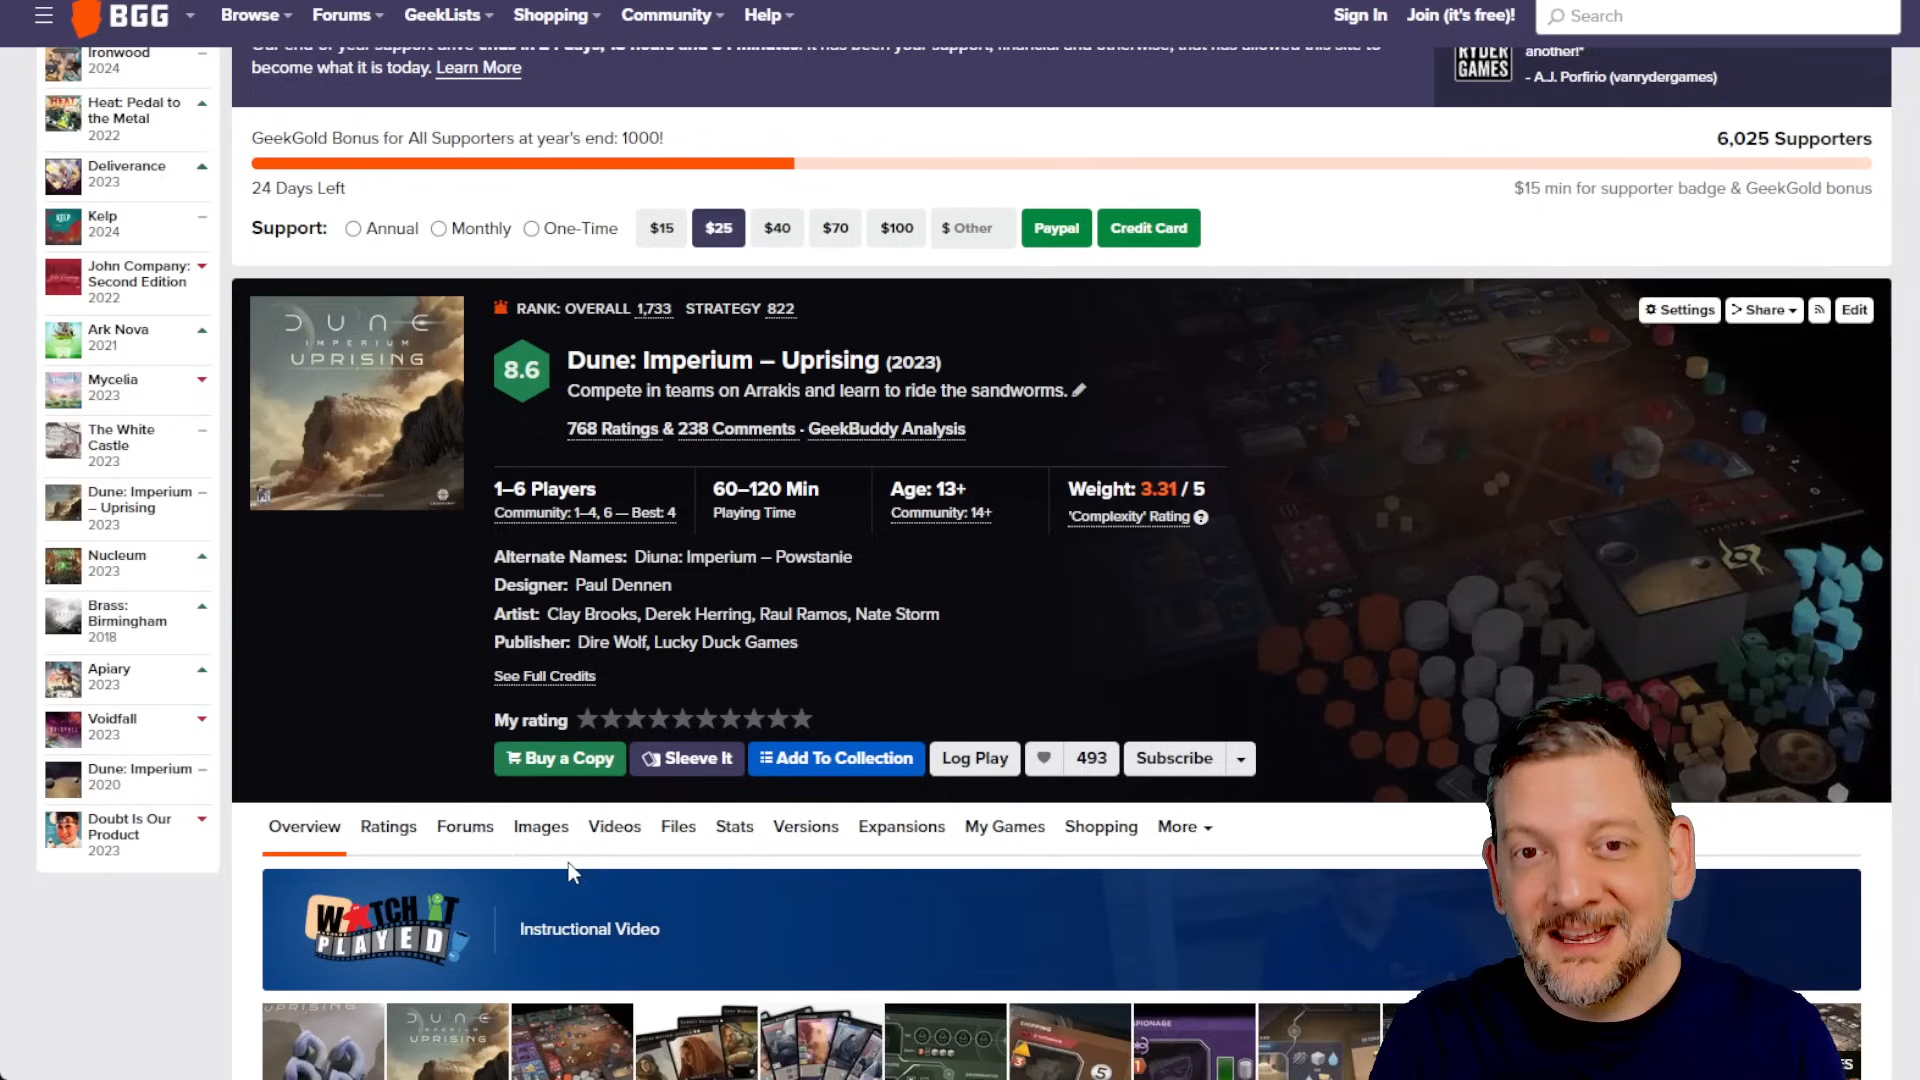 BGG
Browse
Forums
GeekLists
Shopping
Community
Help
Sign In
Join (it's free)!
Search
become what it is today. Learn More
RYDER
GAMES
another!"
- A.J. Porfirio (vanrydergames)
Ironwood
2024
Heat: Pedal to
the Metal
2022
Deliverance
2023
Kelp
2024
John Company:
Second Edition
2022
Ark Nova
2021
Mycelia
2023
The White
Castle
2023
Dune: Imperium
– Uprising
2023
Nucleum
2023
Brass:
Birmingham
2018
Apiary
2023
Voidfall
2023
Dune: Imperium
2020
Doubt Is Our
Product
2023
GeekGold Bonus for All Supporters at year's end: 1000!
6,025 Supporters
24 Days Left
$15 min for supporter badge & GeekGold bonus
Support: Annual Monthly One-Time $15 $25 $40 $70 $100 $ Other Paypal Credit Card
DUNE
IMPERIUM
UPRISING
RANK: OVERALL 1,733 STRATEGY 822
Settings
Share
Edit
8.6
Dune: Imperium – Uprising (2023)
Compete in teams on Arrakis and learn to ride the sandworms.
768 Ratings & 238 Comments · GeekBuddy Analysis
1–6 Players
Community: 1–4, 6 — Best: 4
60–120 Min
Playing Time
Age: 13+
Community: 14+
Weight: 3.31 / 5
'Complexity' Rating
Alternate Names: Diuna: Imperium – Powstanie
Designer: Paul Dennen
Artist: Clay Brooks, Derek Herring, Raul Ramos, Nate Storm
Publisher: Dire Wolf, Lucky Duck Games
See Full Credits
My rating
Buy a Copy
Sleeve It
Add To Collection
Log Play
493
Subscribe
Overview
Ratings
Forums
Images
Videos
Files
Stats
Versions
Expansions
My Games
Shopping
More
WATCH IT
PLAYED
Instructional Video
UPRISING
DUNE
IMPERIUM
UPRISING